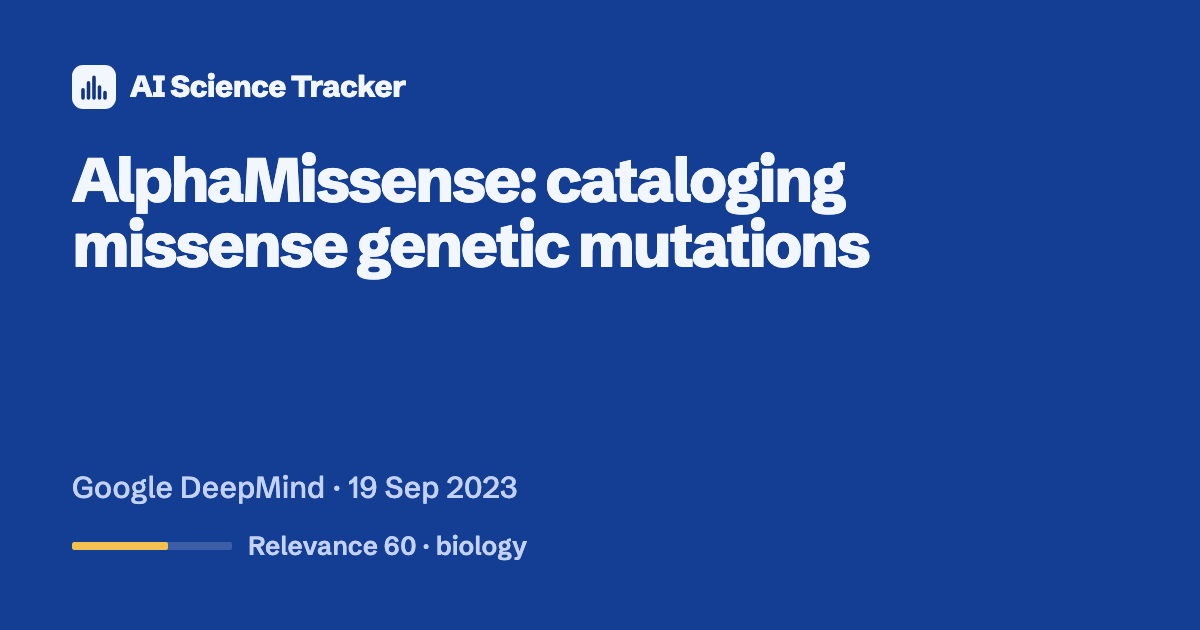 AI Science Tracker
AlphaMissense: cataloging
missense genetic mutations
Google DeepMind · 19 Sep 2023
Relevance 60 · biology